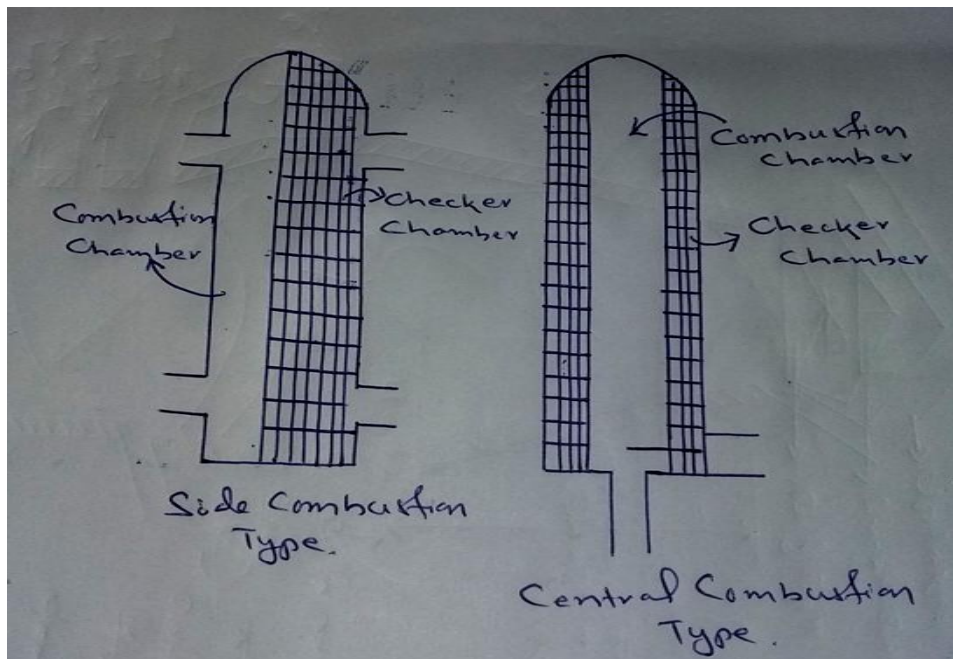 Combustion
Chamber
Checker
Chamber
Side Combustion
Type.
Combustion
Chamber
Checker
Chamber
Central Combustion
Type.